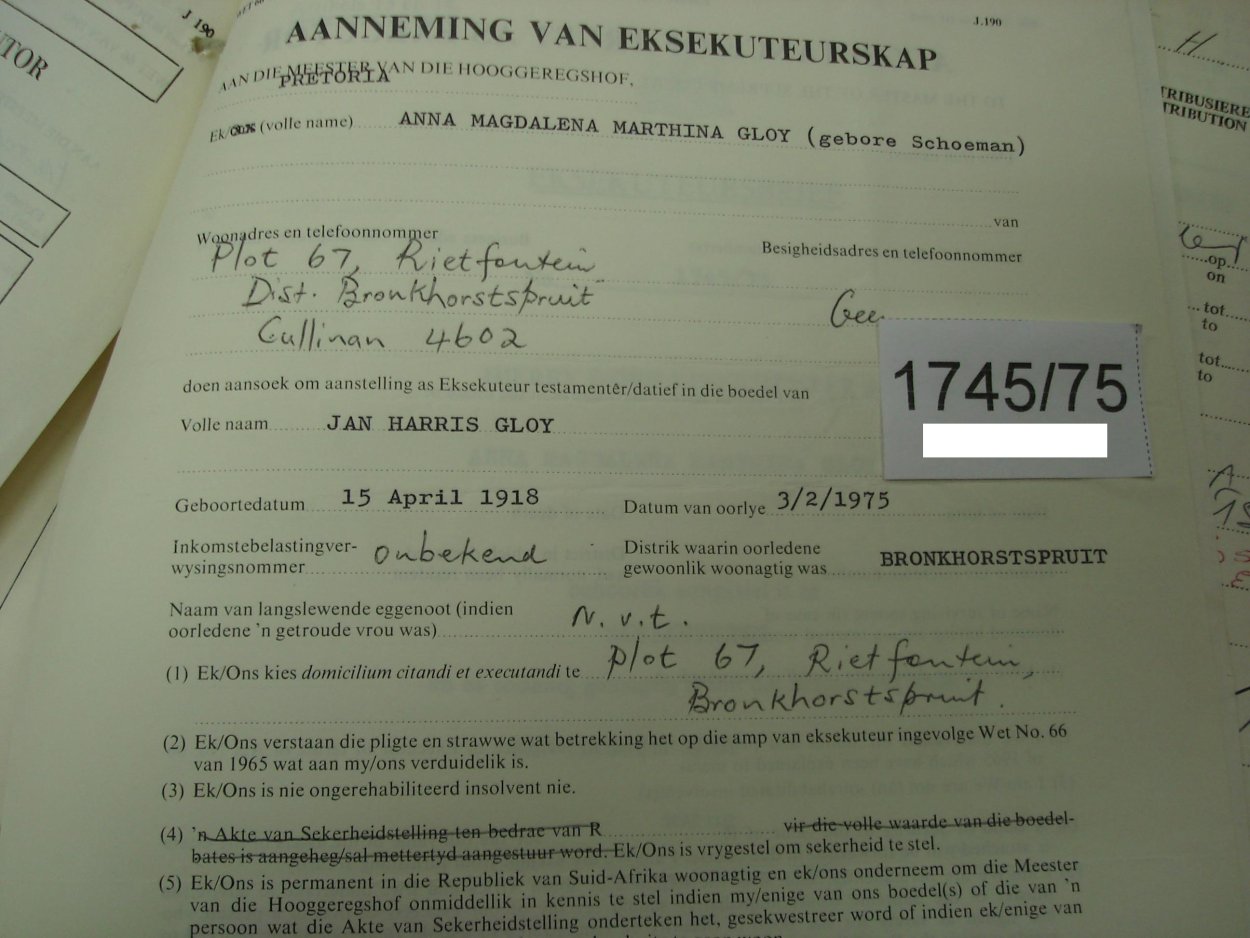 J 190
J.190
AANNEMING VAN EKSEKUTEURSKAP
AAN DIE MEESTER VAN DIE HOOGGEREGSHOF,
PRETORIA
Ek/Ons (volle name) ANNA MAGDALENA MARTHINA GLOY (gebore Schoeman)
van
Woonadres en telefoonnommer
Besigheidsadres en telefoonnommer
Plot 67, Rietfontein
Dist. Bronkhorstspruit
Cullinan 4602
Gee
1745/75
doen aansoek om aanstelling as Eksekuteur testamentêr/datief in die boedel van
Volle naam JAN HARRIS GLOY
Geboortedatum 15 April 1918 Datum van oorlye 3/2/1975
Inkomstebelastingver- onbekend Distrik waarin oorledene
wysingsnommer gewoonlik woonagtig was BRONKHORSTSPRUIT
Naam van langslewende eggenoot (indien
oorledene 'n getroude vrou was) N.v.t.
(1) Ek/Ons kies domicilium citandi et executandi te Plot 67, Rietfontein,
Bronkhorstspruit.
(2) Ek/Ons verstaan die pligte en strawwe wat betrekking het op die amp van eksekuteur ingevolge Wet No. 66
van 1965 wat aan my/ons verduidelik is.
(3) Ek/Ons is nie ongerehabiliteerd insolvent nie.
(4) 'n Akte van Sekerheidstelling ten bedrae van R vir die volle waarde van die boedel-
bates is aangeheg/sal mettertyd aangestuur word. Ek/Ons is vrygestel om sekerheid te stel.
(5) Ek/Ons is permanent in die Republiek van Suid-Afrika woonagtig en ek/ons onderneem om die Meester
van die Hooggeregshof onmiddellik in kennis te stel indien my/enige van ons boedel(s) of die van 'n
persoon wat die Akte van Sekerheidstelling onderteken het, gesekwestreer word of indien ek/enige van
op
on
tot
to
tot
to